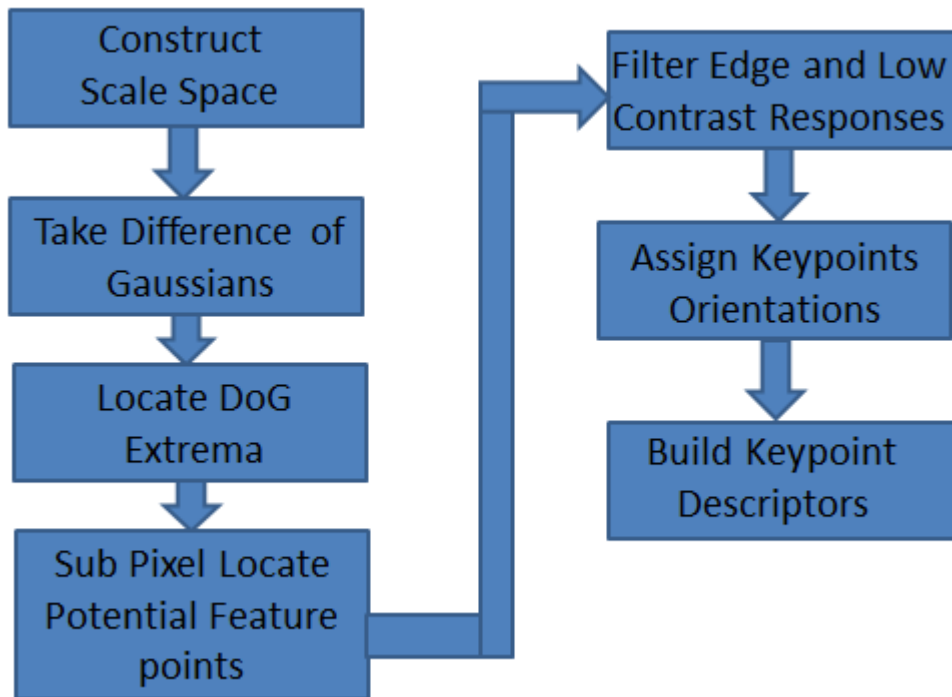 Construct
Scale Space
Take Difference of
Gaussians
Locate DoG
Extrema
Sub Pixel Locate
Potential Feature
points
Filter Edge and Low
Contrast Responses
Assign Keypoints
Orientations
Build Keypoint
Descriptors